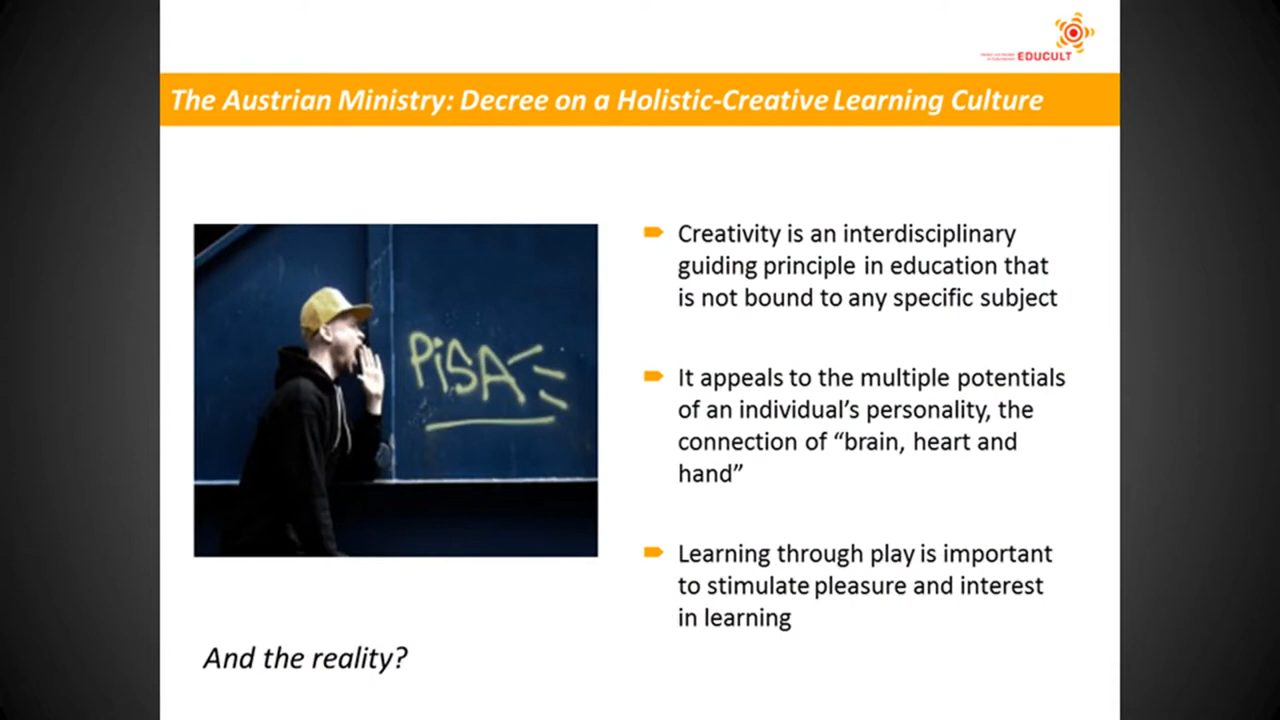 EDUCULT
The Austrian Ministry: Decree on a Holistic-Creative Learning Culture
PiSA
Creativity is an interdisciplinary
guiding principle in education that
is not bound to any specific subject
It appeals to the multiple potentials
of an individual’s personality, the
connection of “brain, heart and
hand”
Learning through play is important
to stimulate pleasure and interest
in learning
And the reality?